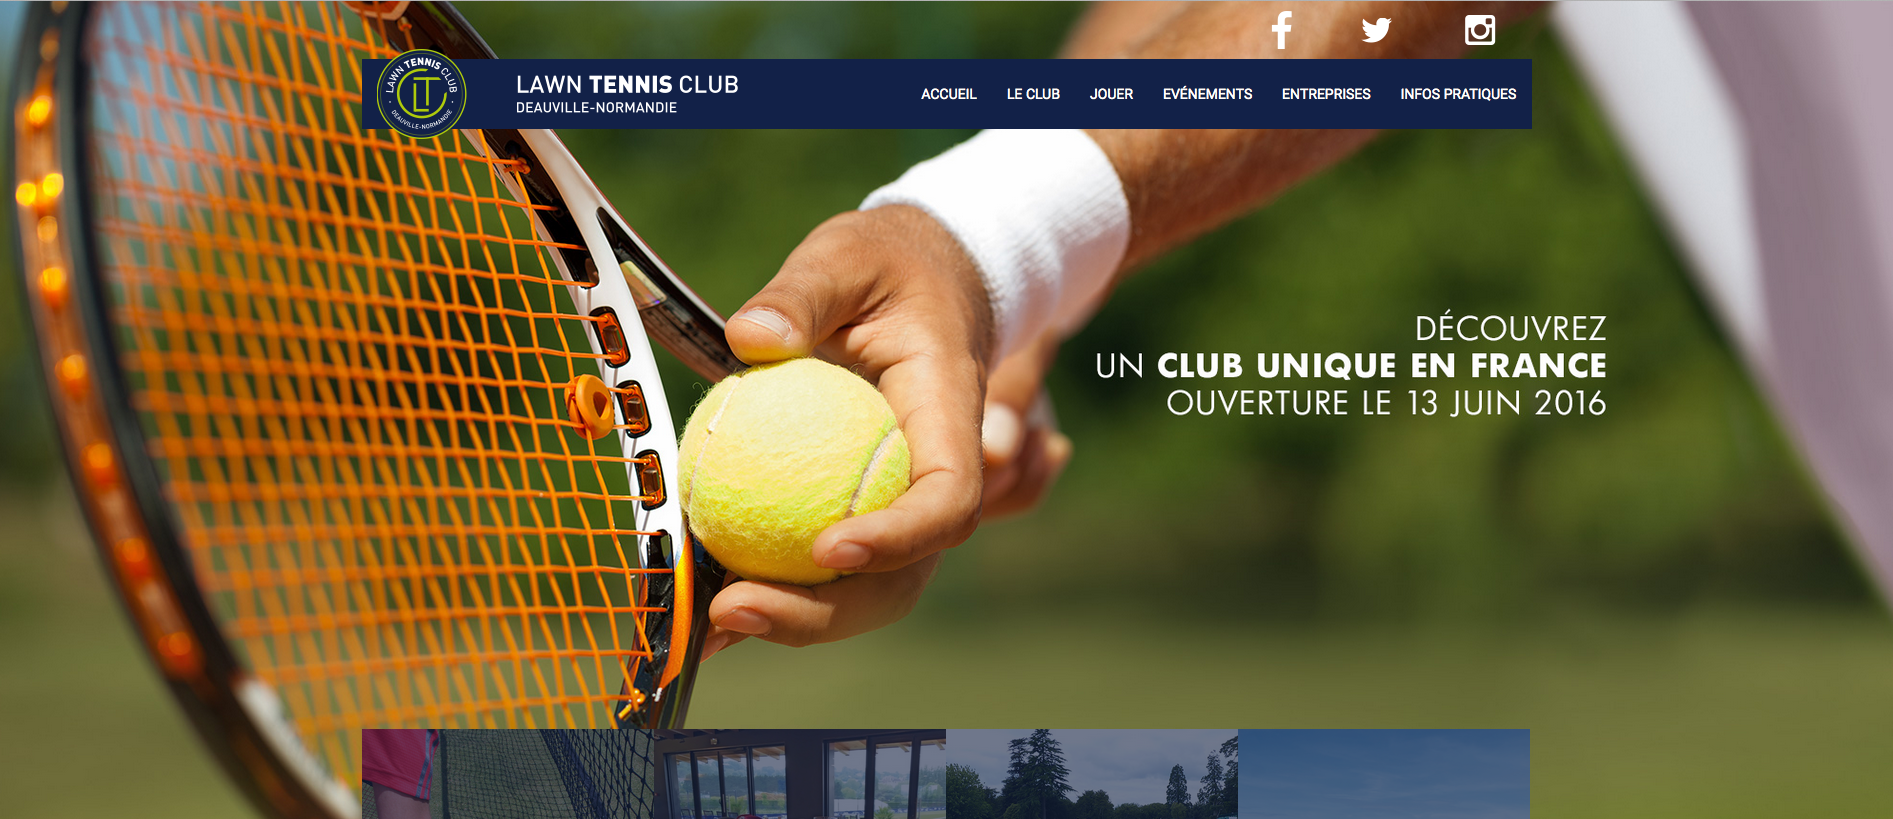 LAWN TENNIS CLUB
DEAUVILLE-NORMANDIE
LT
LAWN TENNIS CLUB
DEAUVILLE-NORMANDIE
ACCUEIL LE CLUB JOUER EVÉNEMENTS ENTREPRISES INFOS PRATIQUES
DÉCOUVREZ
UN CLUB UNIQUE EN FRANCE
OUVERTURE LE 13 JUIN 2016